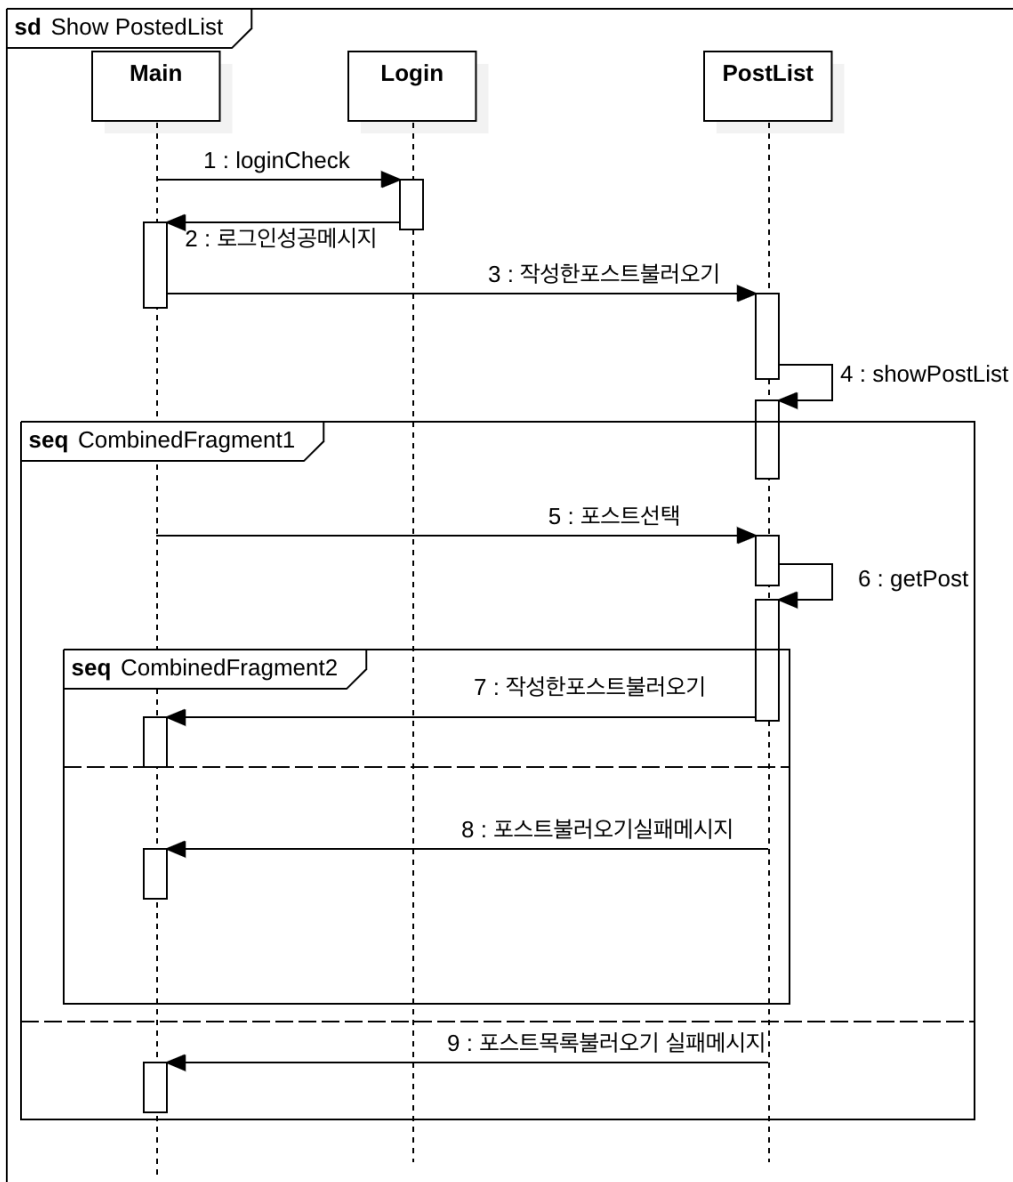 sd Show PostedList
Main
Login
PostList
1 : loginCheck
2 : 로그인성공메시지
3 : 작성한포스트불러오기
4 : showPostList
seq CombinedFragment1
5 : 포스트선택
6 : getPost
seq CombinedFragment2
7 : 작성한포스트불러오기
8 : 포스트불러오기실패메시지
9 : 포스트목록불러오기 실패메시지